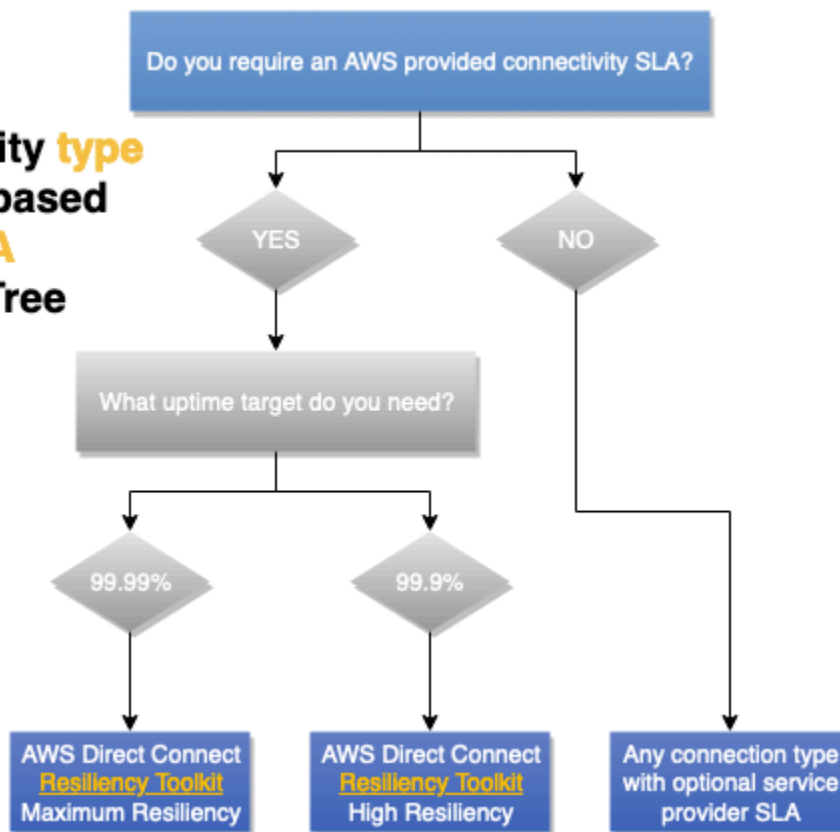 Do you require an AWS provided connectivity SLA?
type
based
Tree
YES
NO
What uptime target do you need?
99.99%
99.9%
AWS Direct Connect
Resiliency Toolkit
Maximum Resiliency
AWS Direct Connect
Resiliency Toolkit
High Resiliency
Any connection type
with optional service
provider SLA